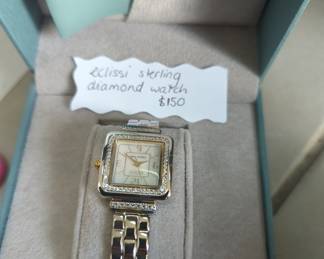 eclissi sterling
diamond watch
$150